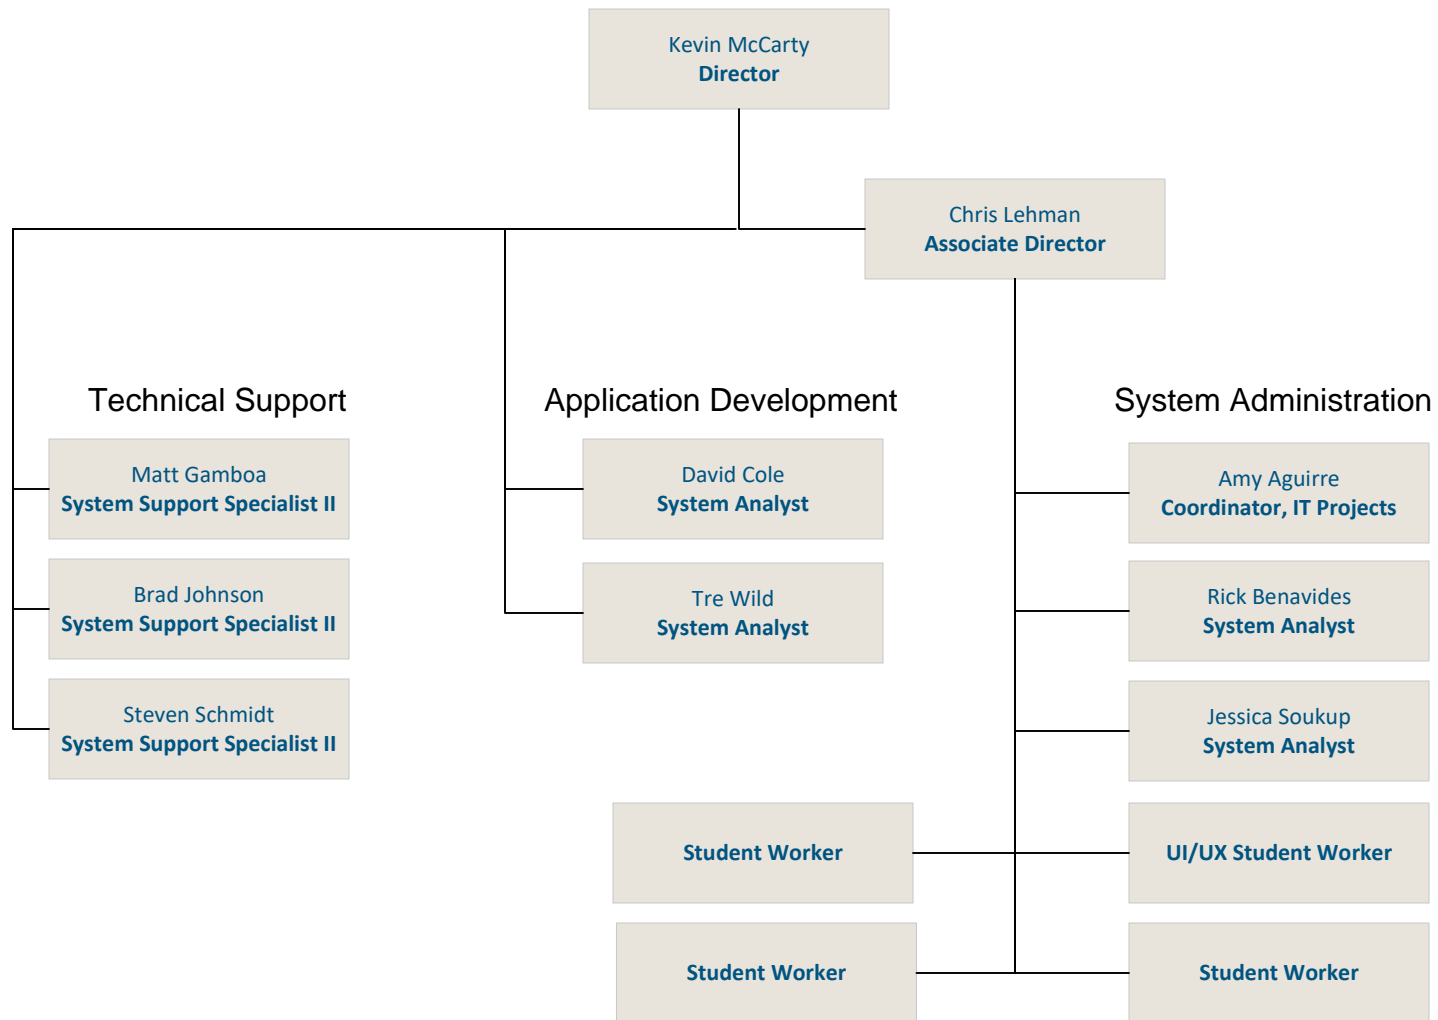 Kevin McCarty
Director
Chris Lehman
Associate Director
Technical Support
Matt Gamboa
System Support Specialist II
Brad Johnson
System Support Specialist II
Steven Schmidt
System Support Specialist II
Application Development
David Cole
System Analyst
Tre Wild
System Analyst
System Administration
Amy Aguirre
Coordinator, IT Projects
Rick Benavides
System Analyst
Jessica Soukup
System Analyst
Student Worker
UI/UX Student Worker
Student Worker
Student Worker